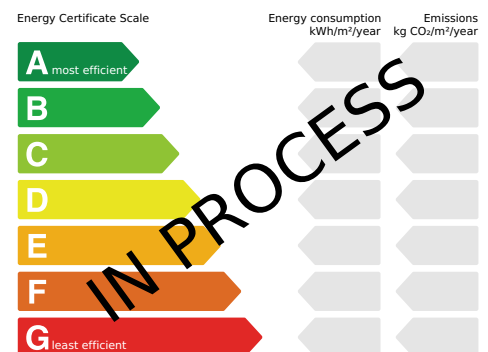 Energy Certificate Scale
Energy consumption
kWh/m²/year
Emissions
kg CO₂/m²/year
A most efficient
B
C
D
E
F
G least efficient
IN PROCESS